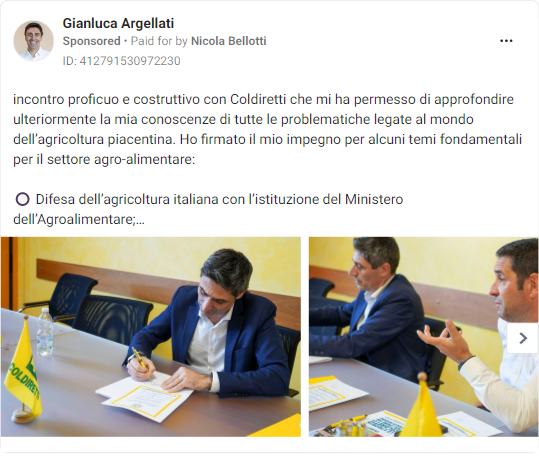 Gianluca Argellati
Sponsored • Paid for by Nicola Bellotti
ID: 412791530972230
incontro proficuo e costruttivo con Coldiretti che mi ha permesso di approfondire
ulteriormente la mia conoscenze di tutte le problematiche legate al mondo
dell'agricoltura piacentina. Ho firmato il mio impegno per alcuni temi fondamentali
per il settore agro-alimentare:
Difesa dell'agricoltura italiana con l'istituzione del Ministero
dell'Agroalimentare;...
COLDIRETTI